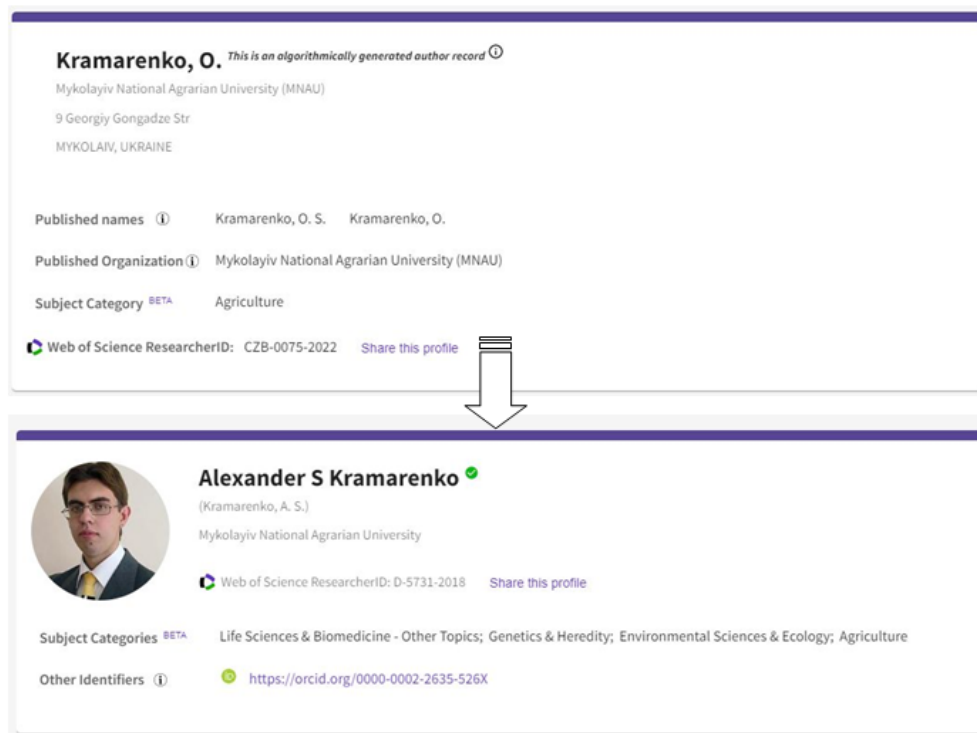 Kramarenko, O. This is an algorithmically generated author record
Mykolayiv National Agrarian University (MNAU)
9 Georgiy Gongadze Str
MYKOLAIV, UKRAINE
Published names Kramarenko, O. S. Kramarenko, O.
Published Organization Mykolayiv National Agrarian University (MNAU)
Subject Category BETA Agriculture
Web of Science ResearcherID: CZB-0075-2022 Share this profile
Alexander S Kramarenko
(Kramarenko, A. S.)
Mykolayiv National Agrarian University
Web of Science ResearcherID: D-5731-2018 Share this profile
Subject Categories BETA Life Sciences & Biomedicine - Other Topics; Genetics & Heredity; Environmental Sciences & Ecology; Agriculture
Other Identifiers https://orcid.org/0000-0002-2635-526X